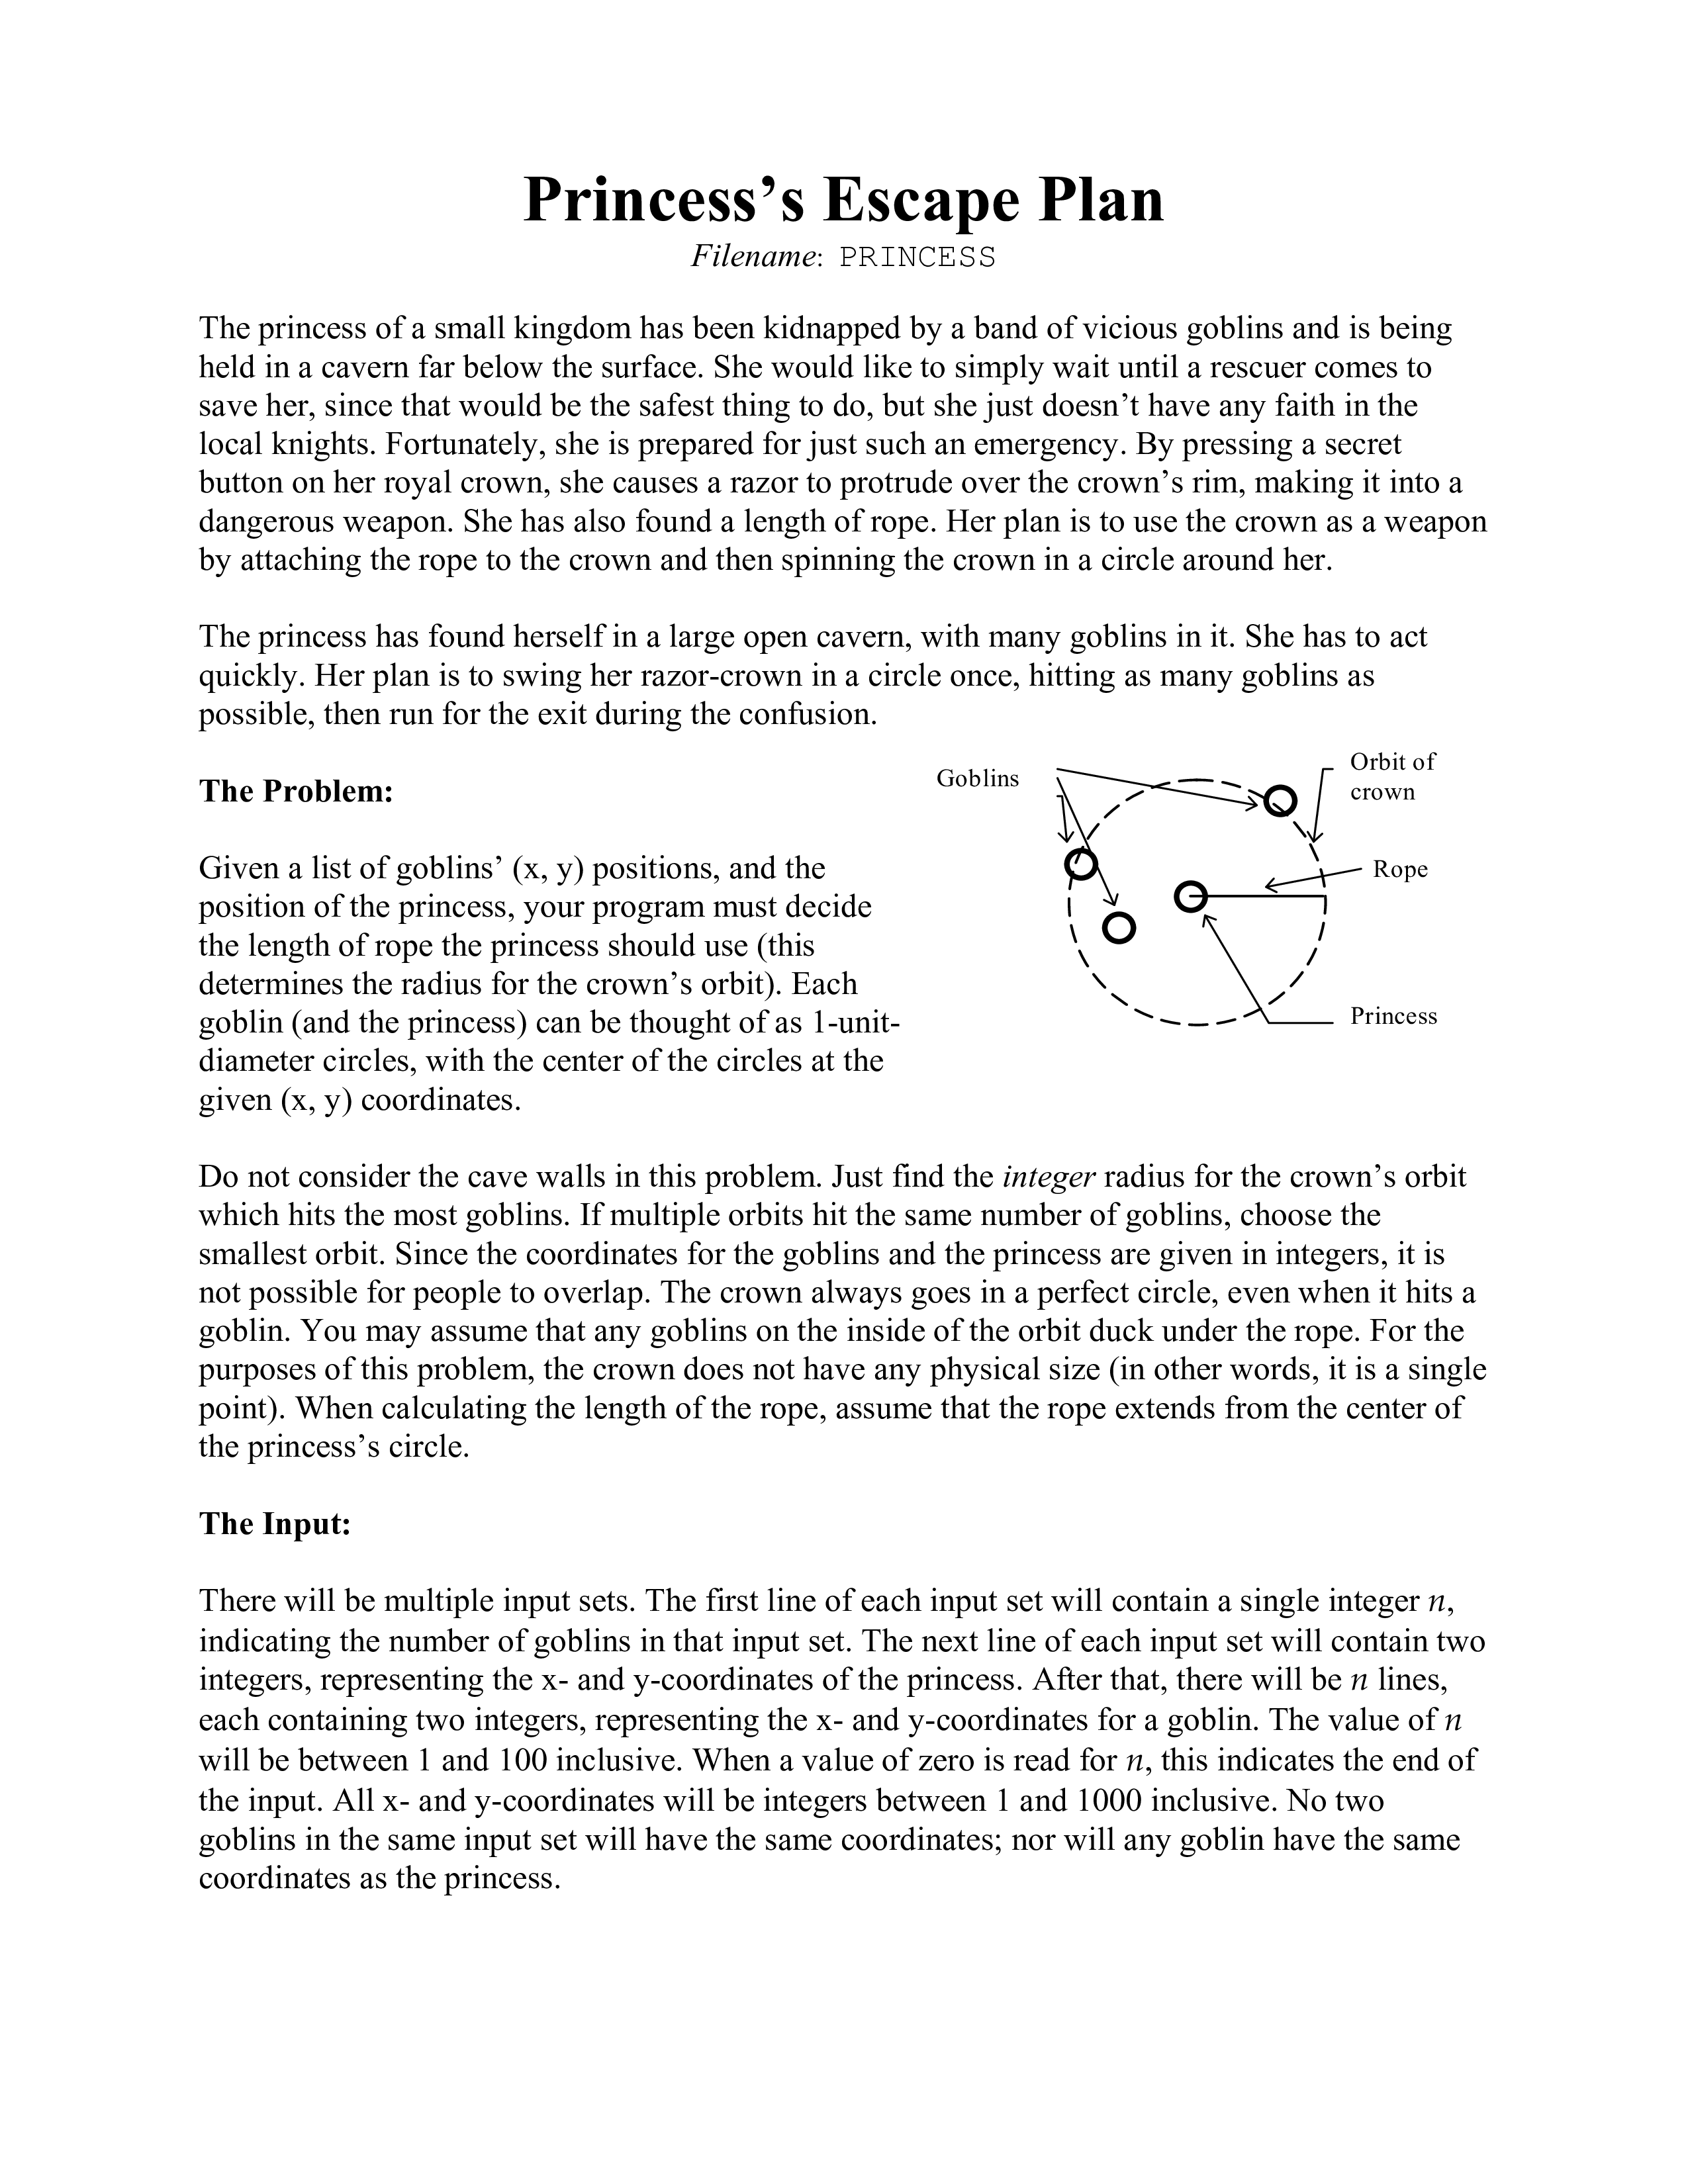 Princess’s Escape Plan
Filename: PRINCESS
The princess of a small kingdom has been kidnapped by a band of vicious goblins and is being
held in a cavern far below the surface. She would like to simply wait until a rescuer comes to
save her, since that would be the safest thing to do, but she just doesn’t have any faith in the
local knights. Fortunately, she is prepared for just such an emergency. By pressing a secret
button on her royal crown, she causes a razor to protrude over the crown’s rim, making it into a
dangerous weapon. She has also found a length of rope. Her plan is to use the crown as a weapon
by attaching the rope to the crown and then spinning the crown in a circle around her.
The princess has found herself in a large open cavern, with many goblins in it. She has to act
quickly. Her plan is to swing her razor-crown in a circle once, hitting as many goblins as
possible, then run for the exit during the confusion.
The Problem:
Given a list of goblins’ (x, y) positions, and the
position of the princess, your program must decide
the length of rope the princess should use (this
determines the radius for the crown’s orbit). Each
goblin (and the princess) can be thought of as 1-unit-
diameter circles, with the center of the circles at the
given (x, y) coordinates.
Goblins
Orbit of
crown
Rope
Princess
Do not consider the cave walls in this problem. Just find the integer radius for the crown’s orbit
which hits the most goblins. If multiple orbits hit the same number of goblins, choose the
smallest orbit. Since the coordinates for the goblins and the princess are given in integers, it is
not possible for people to overlap. The crown always goes in a perfect circle, even when it hits a
goblin. You may assume that any goblins on the inside of the orbit duck under the rope. For the
purposes of this problem, the crown does not have any physical size (in other words, it is a single
point). When calculating the length of the rope, assume that the rope extends from the center of
the princess’s circle.
The Input:
There will be multiple input sets. The first line of each input set will contain a single integer n,
indicating the number of goblins in that input set. The next line of each input set will contain two
integers, representing the x- and y-coordinates of the princess. After that, there will be n lines,
each containing two integers, representing the x- and y-coordinates for a goblin. The value of n
will be between 1 and 100 inclusive. When a value of zero is read for n, this indicates the end of
the input. All x- and y-coordinates will be integers between 1 and 1000 inclusive. No two
goblins in the same input set will have the same coordinates; nor will any goblin have the same
coordinates as the princess.